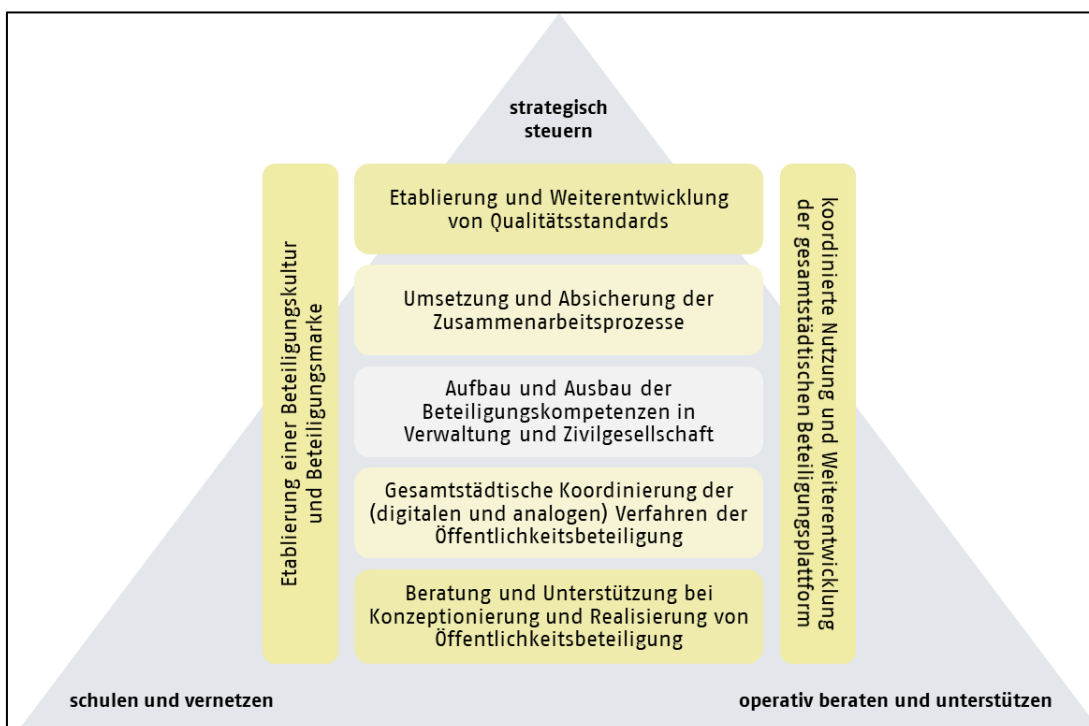 strategisch
steuern
Etablierung einer Beteiligungskultur
und Beteiligungsmarke
Etablierung und Weiterentwicklung
von Qualitätsstandards
Umsetzung und Absicherung der
Zusammenarbeitsprozesse
Aufbau und Ausbau der
Beteiligungskompetenzen in
Verwaltung und Zivilgesellschaft
Gesamtstädtische Koordinierung der
(digitalen und analogen) Verfahren der
Öffentlichkeitsbeteiligung
Beratung und Unterstützung bei
Konzeptionierung und Realisierung von
Öffentlichkeitsbeteiligung
koordinierte Nutzung und Weiterentwicklung
der gesamtstädtischen Beteiligungsplattform
schulen und vernetzen
operativ beraten und unterstützen